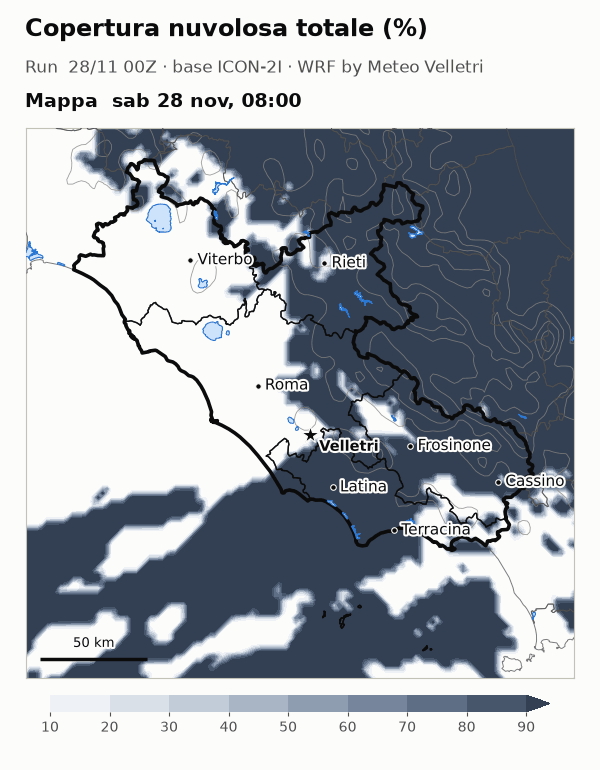 Copertura nuvolosa totale (%)
Run  28/11 00Z · base ICON-2I · WRF by Meteo Velletri
Mappa  sab 28 nov, 08:00
Viterbo
Rieti
Roma
Velletri
Frosinone
Cassino
Latina
Terracina
50 km
10 20 30 40 50 60 70 80 90